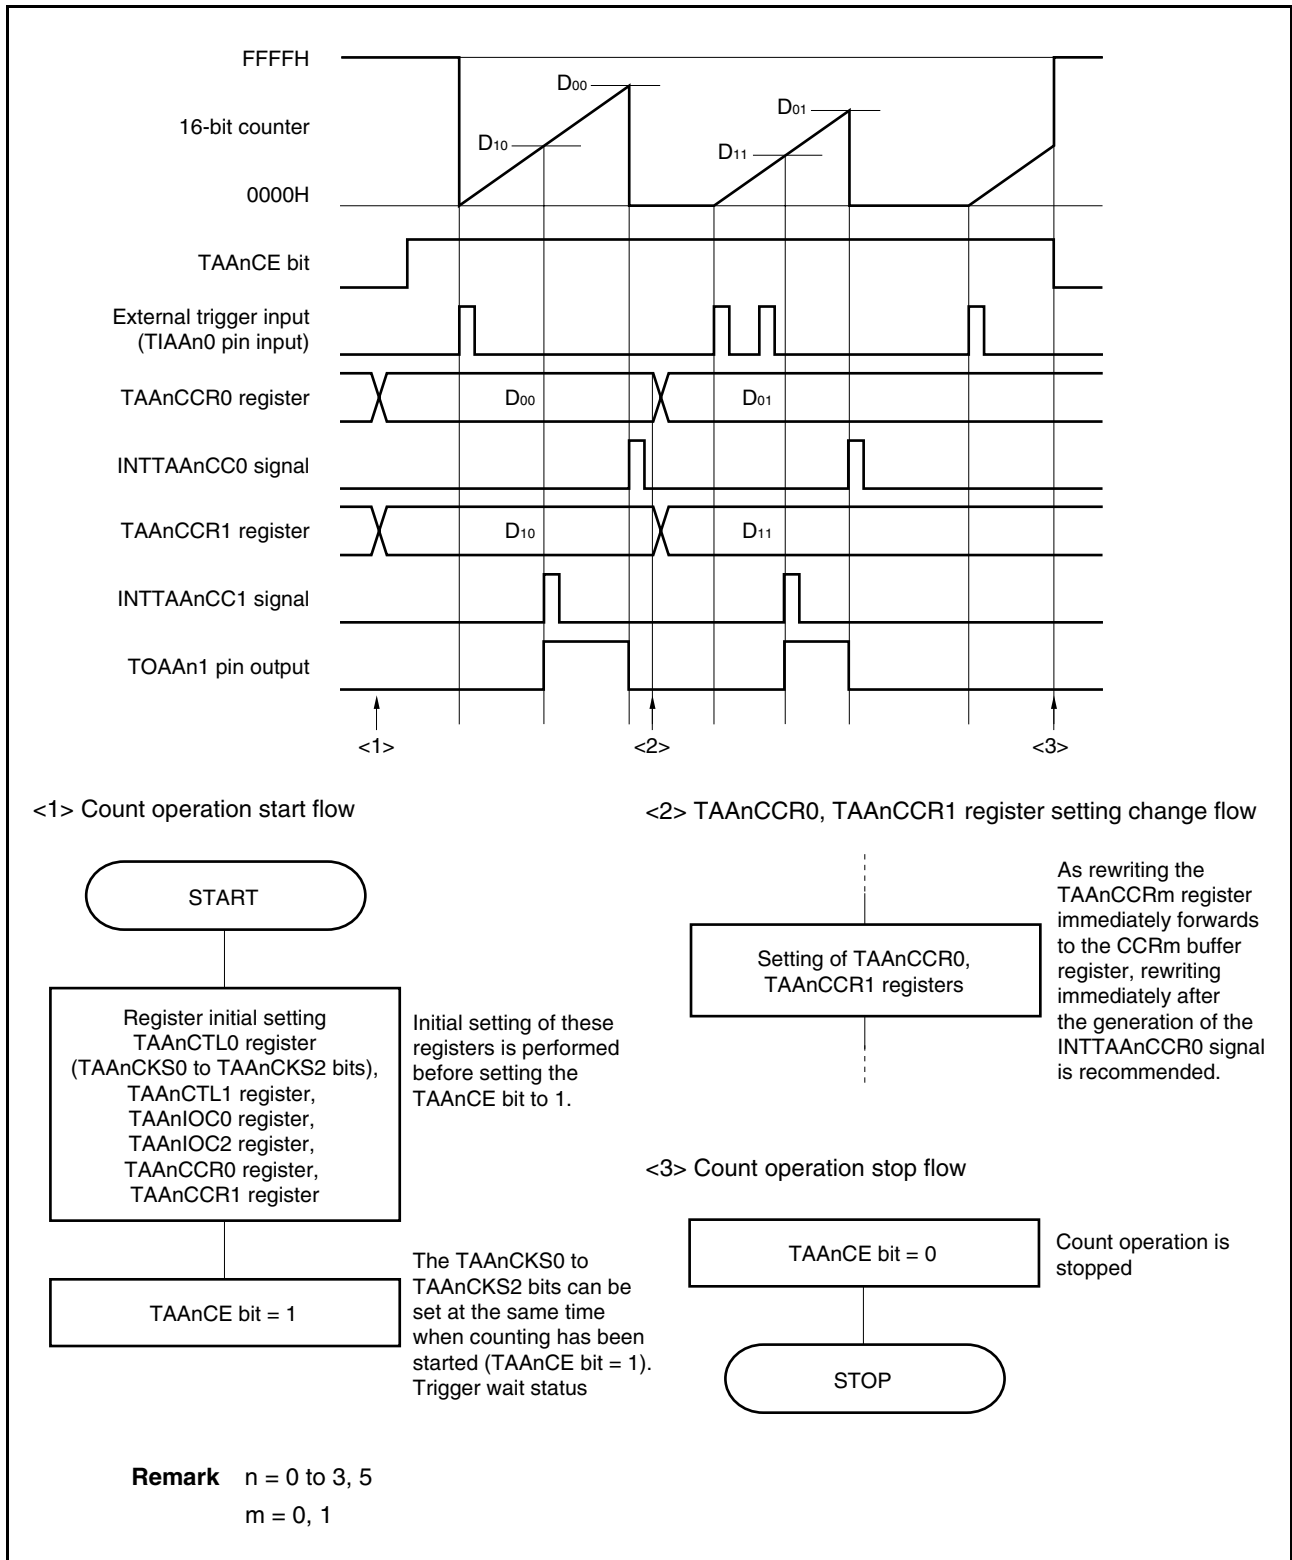 FFFFH
D00
D01
16-bit counter
D10
D11
0000H
TAAnCE bit
External trigger input
(TIAAn0 pin input)
TAAnCCR0 register
D00
D01
INTTAAnCC0 signal
TAAnCCR1 register
D10
D11
INTTAAnCC1 signal
TOAAn1 pin output
<1>
<2>
<3>
<1> Count operation start flow
START
Register initial setting
TAAnCTL0 register
(TAAnCKS0 to TAAnCKS2 bits),
TAAnCTL1 register,
TAAnIOC0 register,
TAAnIOC2 register,
TAAnCCR0 register,
TAAnCCR1 register
Initial setting of these
registers is performed
before setting the
TAAnCE bit to 1.
TAAnCE bit = 1
The TAAnCKS0 to
TAAnCKS2 bits can be
set at the same time
when counting has been
started (TAAnCE bit = 1).
Trigger wait status
<2> TAAnCCR0, TAAnCCR1 register setting change flow
Setting of TAAnCCR0,
TAAnCCR1 registers
As rewriting the
TAAnCCRm register
immediately forwards
to the CCRm buffer
register, rewriting
immediately after
the generation of the
INTTAAnCCR0 signal
is recommended.
<3> Count operation stop flow
TAAnCE bit = 0
Count operation is
stopped
STOP
Remark n = 0 to 3, 5
m = 0, 1